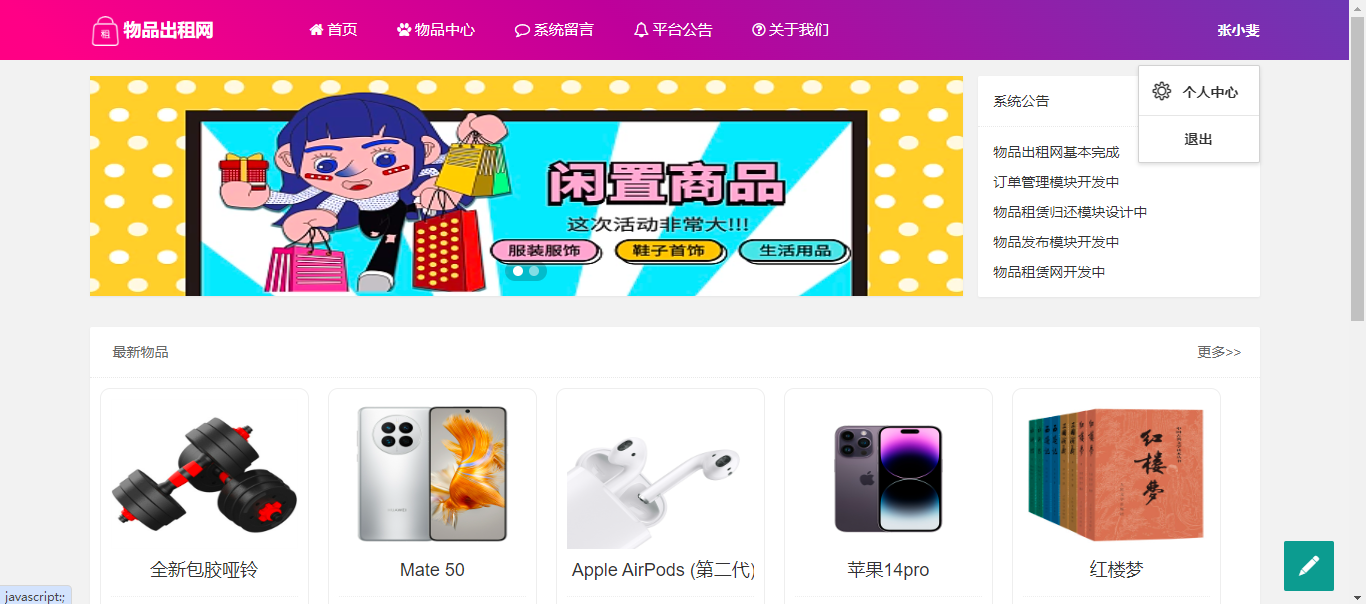 租 物品出租网 首页 物品中心 系统留言 平台公告 关于我们 张小斐
个人中心
退出
闲置商品
这次活动非常大!!!
服装服饰 鞋子首饰 生活用品
系统公告
物品出租网基本完成
订单管理模块开发中
物品租赁归还模块设计中
物品发布模块开发中
物品租赁网开发中
最新物品 更多>>
HUAWEI
红楼梦
全新包胶哑铃
Mate 50
Apple AirPods (第二代)
苹果14pro
红楼梦
javascript:;